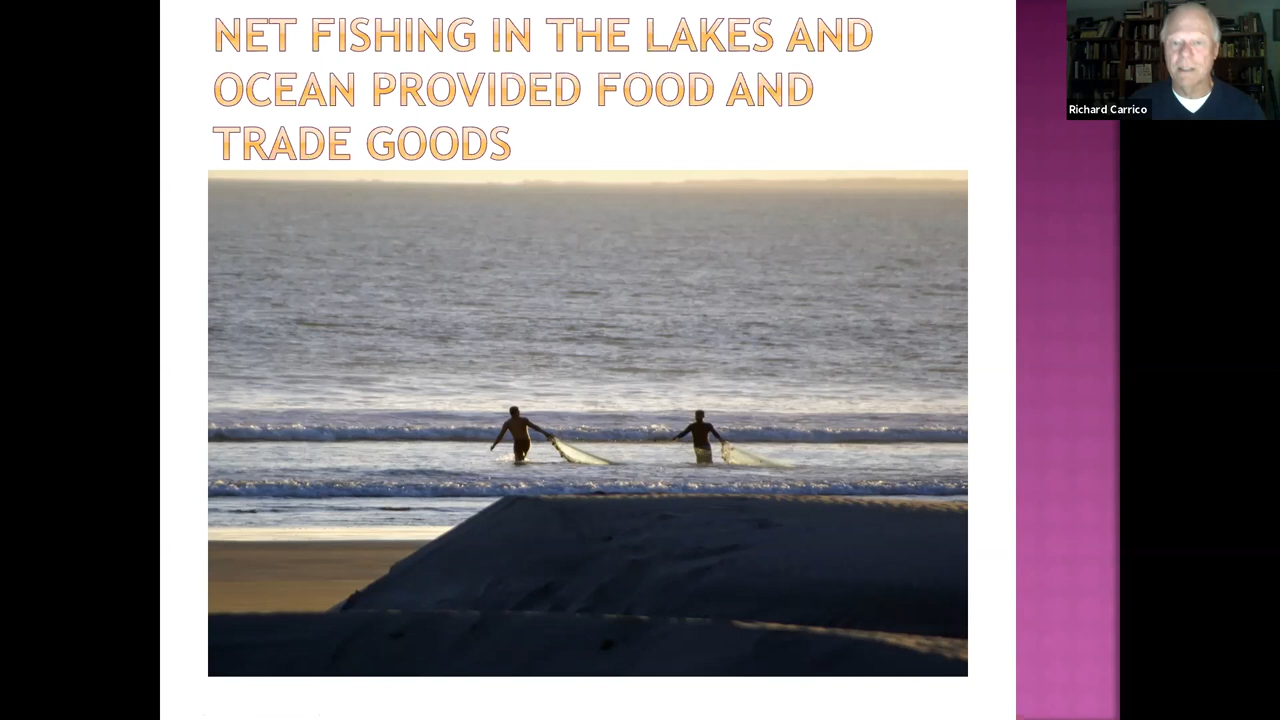 NET FISHING IN THE LAKES AND
OCEAN PROVIDED FOOD AND
TRADE GOODS
Richard Carrico